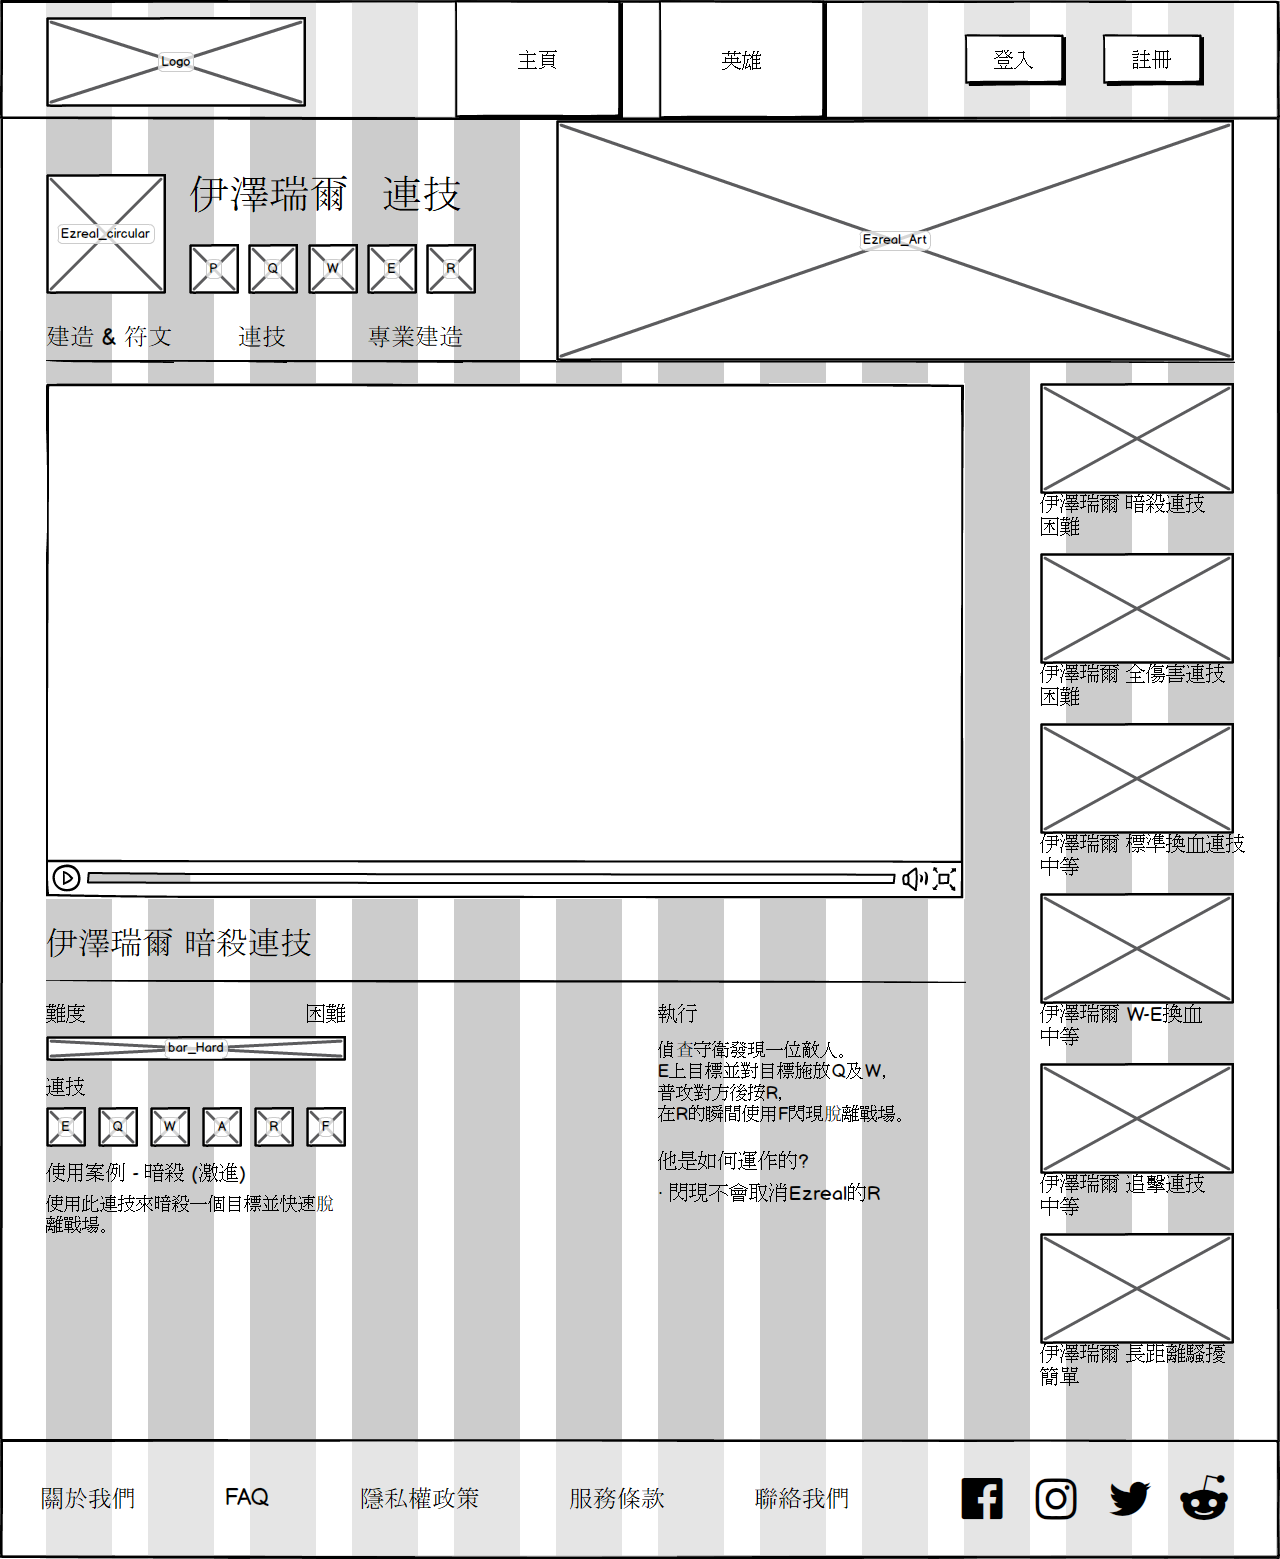 Logo
主頁
英雄
登入
註冊
Ezreal_circular
伊澤瑞爾 連技
P Q W E R
Ezreal_Art
建造 & 符文
連技
專業建造
伊澤瑞爾 暗殺連技
困難
伊澤瑞爾 全傷害連技
困難
伊澤瑞爾 標準換血連技
中等
伊澤瑞爾 W-E換血
中等
伊澤瑞爾 追擊連技
中等
伊澤瑞爾 長距離騷擾
簡單
伊澤瑞爾 暗殺連技
難度 困難
bar_Hard
連技
E Q W A R F
使用案例 - 暗殺 (激進)
使用此連技來暗殺一個目標並快速脫
離戰場。
執行
偵查守衛發現一位敵人。
E上目標並對目標施放Q及W,
普攻對方後按R,
在R的瞬間使用F閃現脫離戰場。
他是如何運作的?
· 閃現不會取消Ezreal的R
關於我們
FAQ
隱私權政策
服務條款
聯絡我們